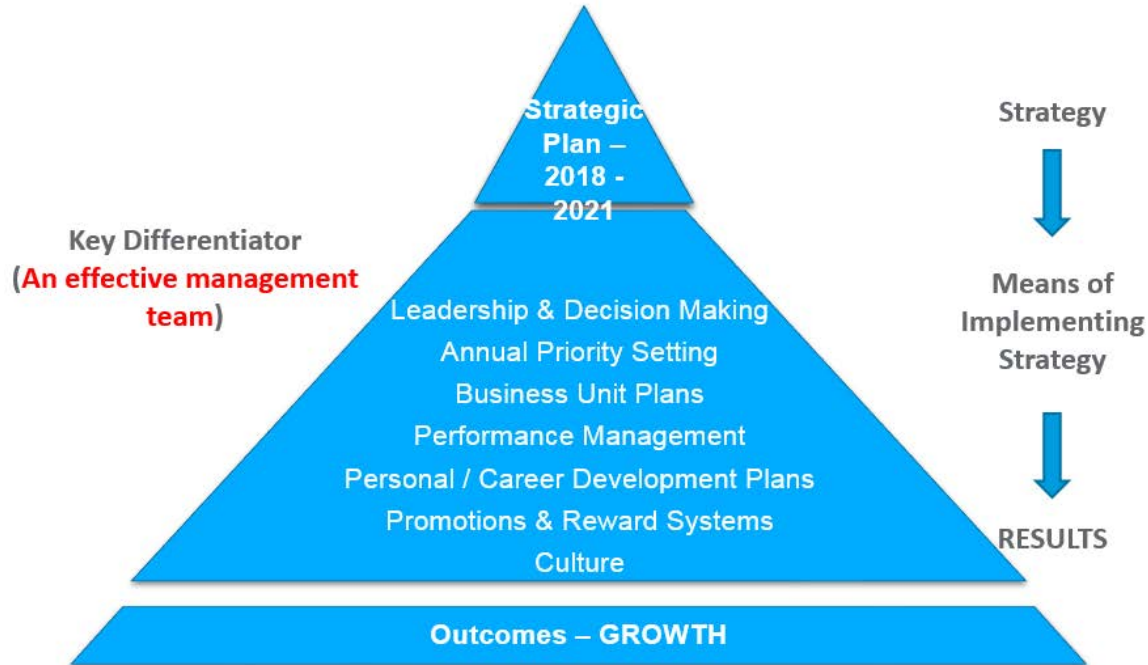 Strategic
Plan –
2018 -
2021
Strategy
Key Differentiator
(An effective management
team)
Means of
Implementing
Strategy
Leadership & Decision Making
Annual Priority Setting
Business Unit Plans
Performance Management
Personal / Career Development Plans
Promotions & Reward Systems
Culture
RESULTS
Outcomes – GROWTH